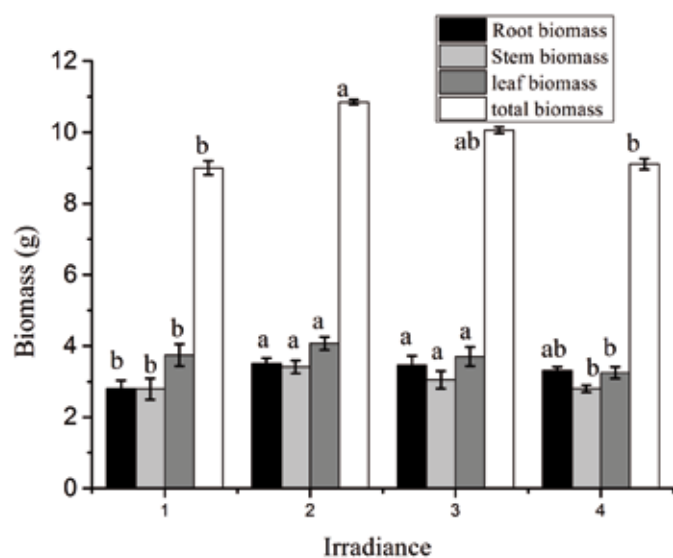 Root biomass
Stem biomass
leaf biomass
total biomass
12
10
8
6
4
2
0
Biomass (g)
b b b b
a a a a
a a a ab
ab b b b
1 2 3 4
Irradiance